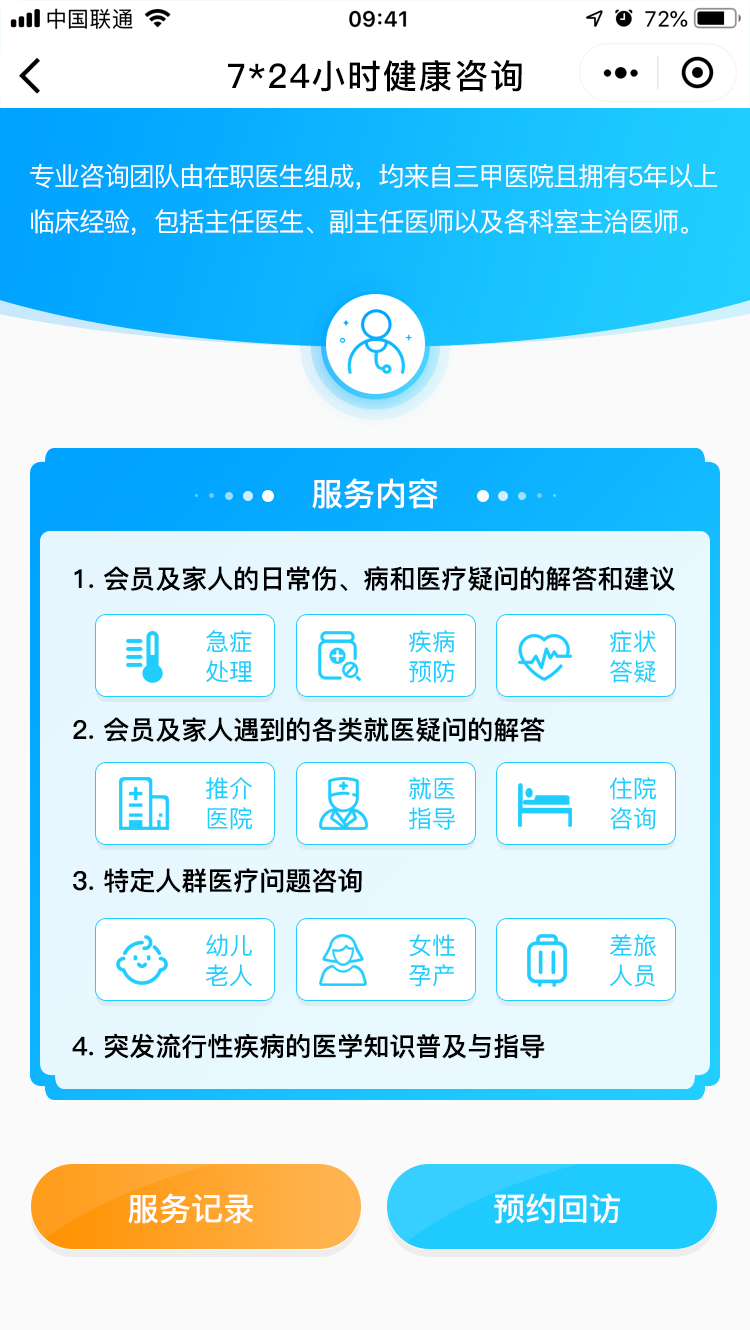 中国联通 09:41 72%
7*24小时健康咨询
专业咨询团队由在职医生组成，均来自三甲医院且拥有5年以上
临床经验，包括主任医生、副主任医师以及各科室主治医师。
服务内容
1. 会员及家人的日常伤、病和医疗疑问的解答和建议
急症
处理
疾病
预防
症状
答疑
2. 会员及家人遇到的各类就医疑问的解答
推介
医院
就医
指导
住院
咨询
3. 特定人群医疗问题咨询
幼儿
老人
女性
孕产
差旅
人员
4. 突发流行性疾病的医学知识普及与指导
服务记录
预约回访